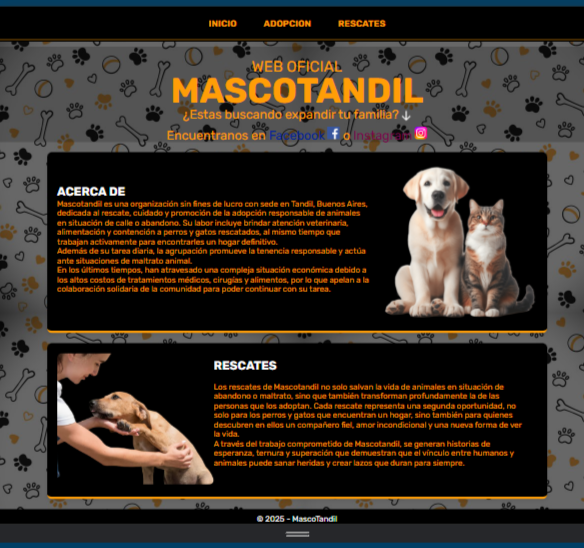 INICIO ADOPCION RESCATES
WEB OFICIAL
MASCOTANDIL
¿Estas buscando expandir tu familia?
Encuentranos en Facebook o Instagram
ACERCA DE
Mascotandil es una organización sin fines de lucro con sede en Tandil, Buenos Aires,
dedicada al rescate, cuidado y promoción de la adopción responsable de animales
en situación de calle o abandono. Su labor incluye brindar atención veterinaria,
alimentación y contención a perros y gatos rescatados, al mismo tiempo que
trabajan activamente para encontrarles un hogar definitivo.
Además de su tarea diaria, la agrupación promueve la tenencia responsable y actúa
ante situaciones de maltrato animal.
En los últimos tiempos, han atravesado una compleja situación económica debido a
los altos costos de tratamientos médicos, cirugías y alimentos, por lo que apelan a la
colaboración solidaria de la comunidad para poder continuar con su tarea.
RESCATES
Los rescates de Mascotandil no solo salvan la vida de animales en situación de
abandono o maltrato, sino que también transforman profundamente la de las
personas que los adoptan. Cada rescate representa una segunda oportunidad, no
solo para los perros y gatos que encuentran un hogar, sino también para quienes
descubren en ellos un compañero fiel, amor incondicional y una nueva forma de ver
la vida.
A través del trabajo comprometido de Mascotandil, se generan historias de
esperanza, ternura y superación que demuestran que el vínculo entre humanos y
animales puede sanar heridas y crear lazos que duran para siempre.
© 2025 - MascoTandil